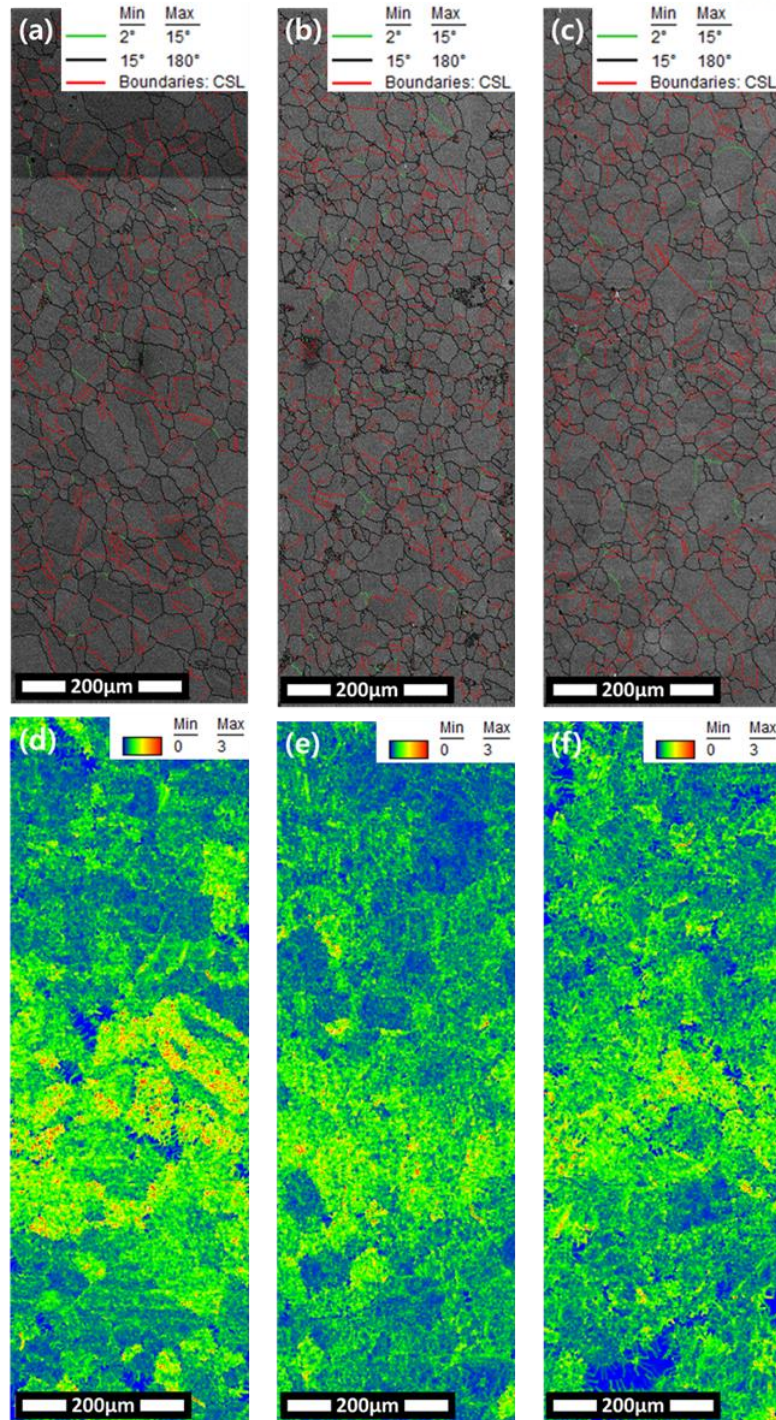 (a)
Min Max
2° 15°
15° 180°
Boundaries: CSL
200µm
(b)
Min Max
2° 15°
15° 180°
Boundaries: CSL
200µm
(c)
Min Max
2° 15°
15° 180°
Boundaries: CSL
200µm
(d)
Min Max
0 3
200µm
(e)
Min Max
0 3
200µm
(f)
Min Max
0 3
200µm